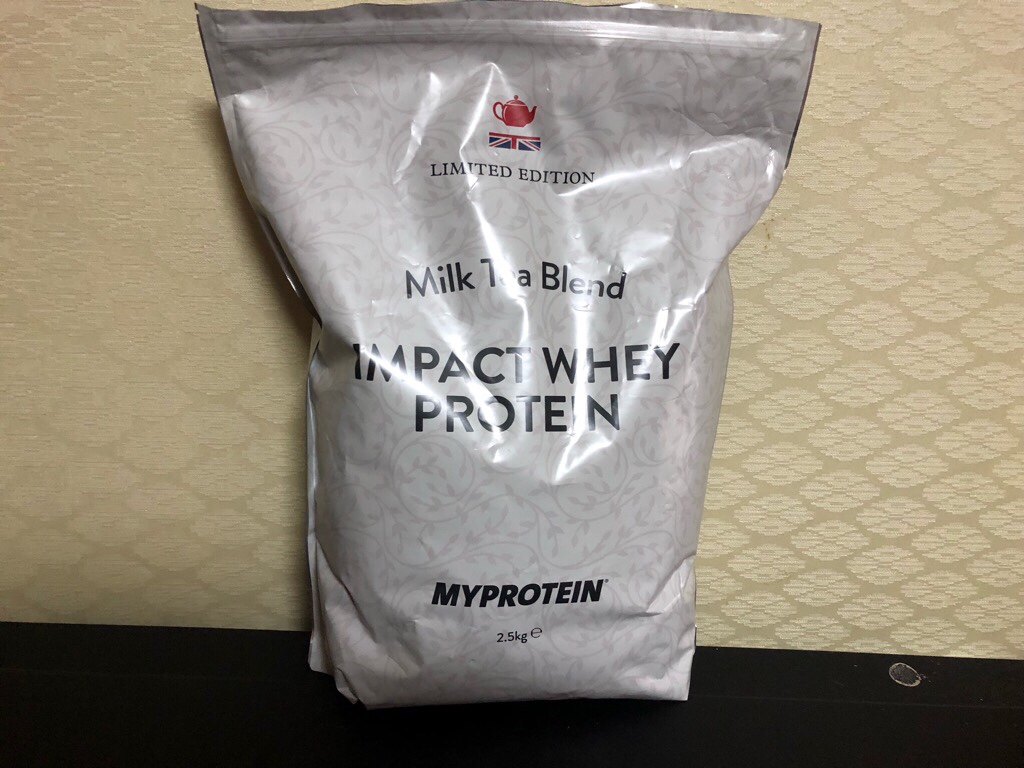 LIMITED EDITION
Milk Tea Blend
IMPACT WHEY
PROTEIN
MYPROTEIN®
2.5kg ℮